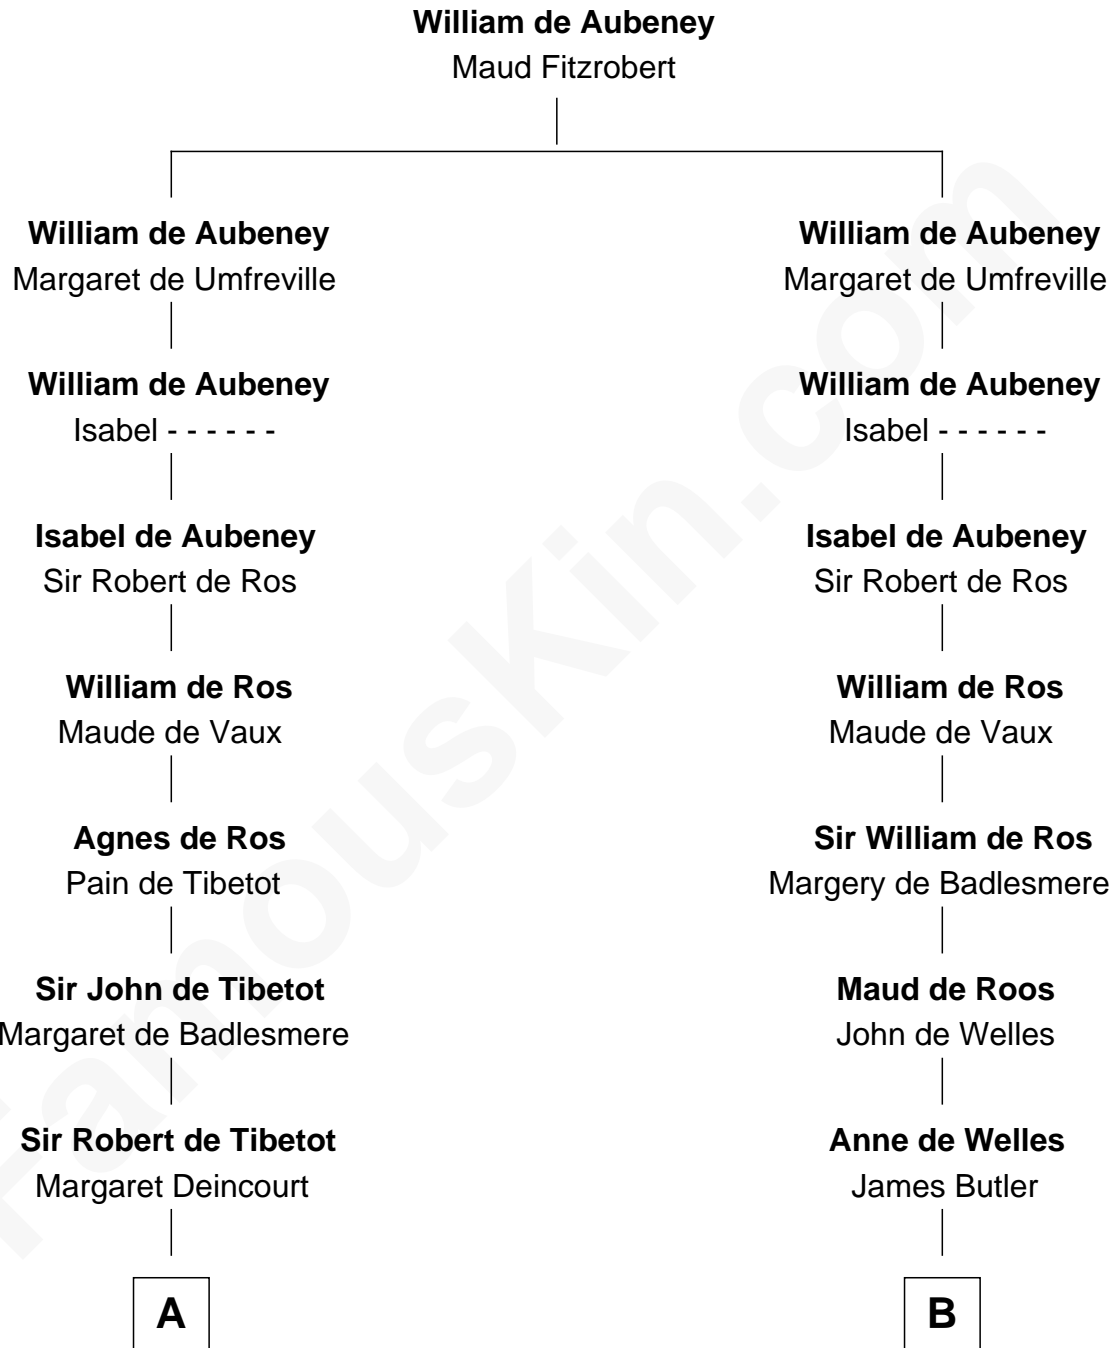 William de Aubeney
Maud Fitzrobert
William de Aubeney
Margaret de Umfreville
William de Aubeney
Isabel - - - - - -
Isabel de Aubeney
Sir Robert de Ros
William de Ros
Maude de Vaux
Agnes de Ros
Pain de Tibetot
Sir John de Tibetot
Margaret de Badlesmere
Sir Robert de Tibetot
Margaret Deincourt
A
William de Aubeney
Margaret de Umfreville
William de Aubeney
Isabel - - - - - -
Isabel de Aubeney
Sir Robert de Ros
William de Ros
Maude de Vaux
Sir William de Ros
Margery de Badlesmere
Maud de Roos
John de Welles
Anne de Welles
James Butler
B
FamousKin.com